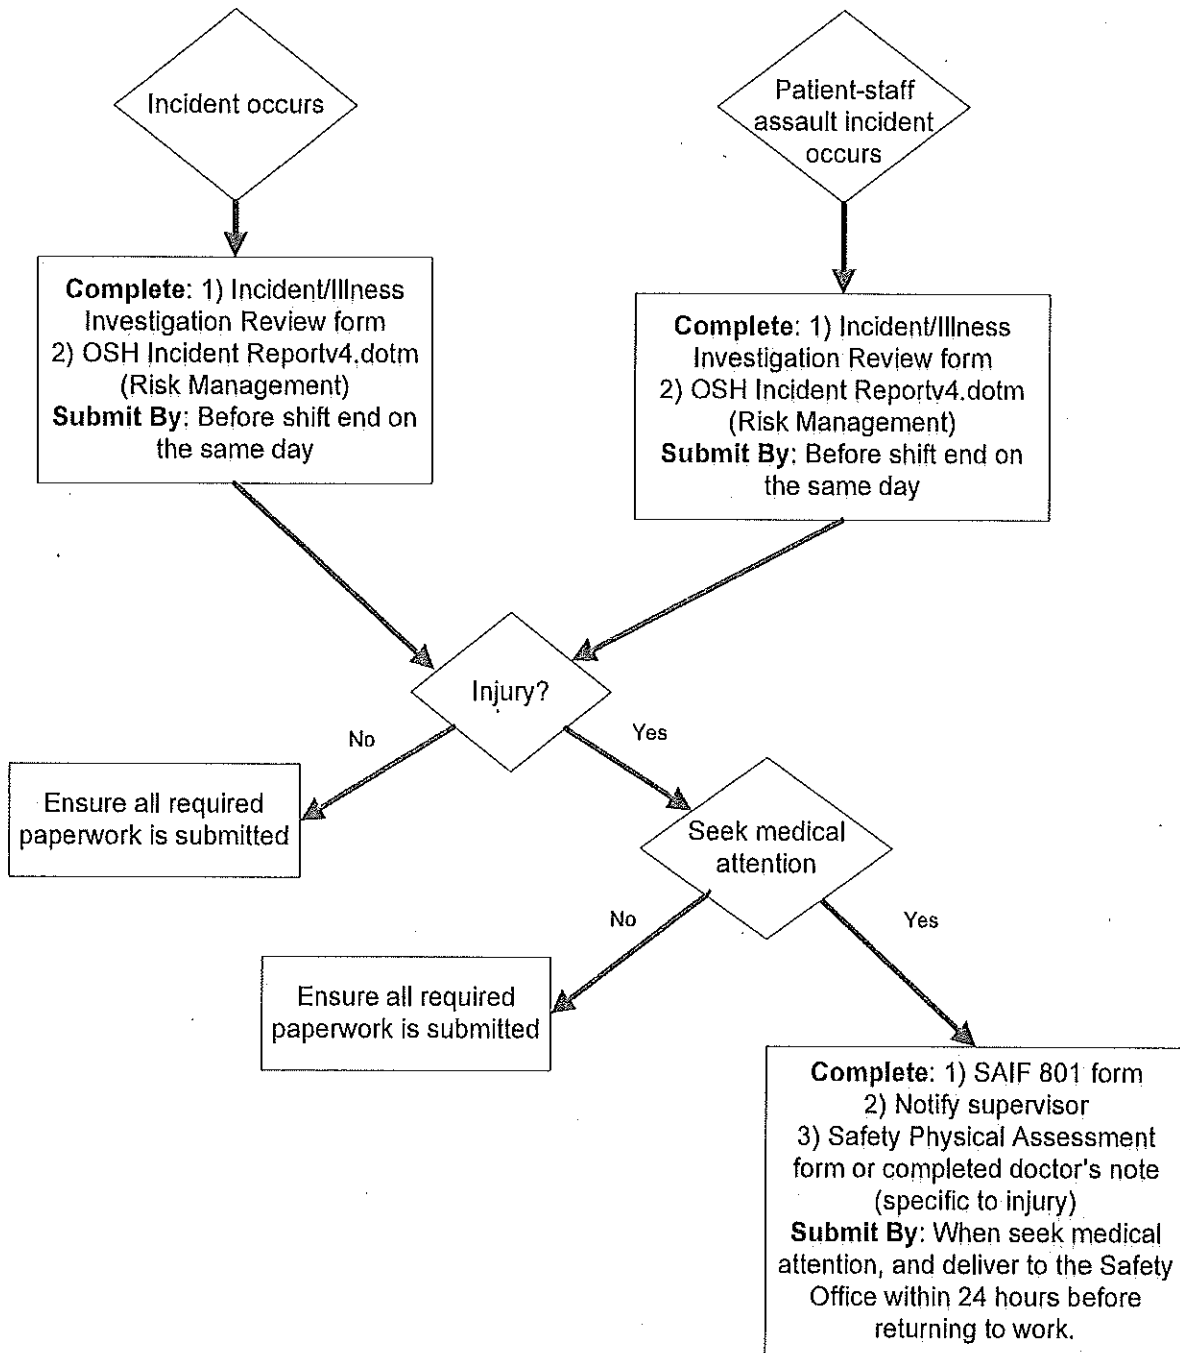 Incident occurs
Patient-staff
assault incident
occurs
Complete: 1) Incident/Illness
Investigation Review form
2) OSH Incident Reportv4.dotm
(Risk Management)
Submit By: Before shift end on
the same day
Complete: 1) Incident/Illness
Investigation Review form
2) OSH Incident Reportv4.dotm
(Risk Management)
Submit By: Before shift end on
the same day
Injury?
No
Yes
Ensure all required
paperwork is submitted
Seek medical
attention
No
Yes
Ensure all required
paperwork is submitted
Complete: 1) SAIF 801 form
2) Notify supervisor
3) Safety Physical Assessment
form or completed doctor's note
(specific to injury)
Submit By: When seek medical
attention, and deliver to the Safety
Office within 24 hours before
returning to work.